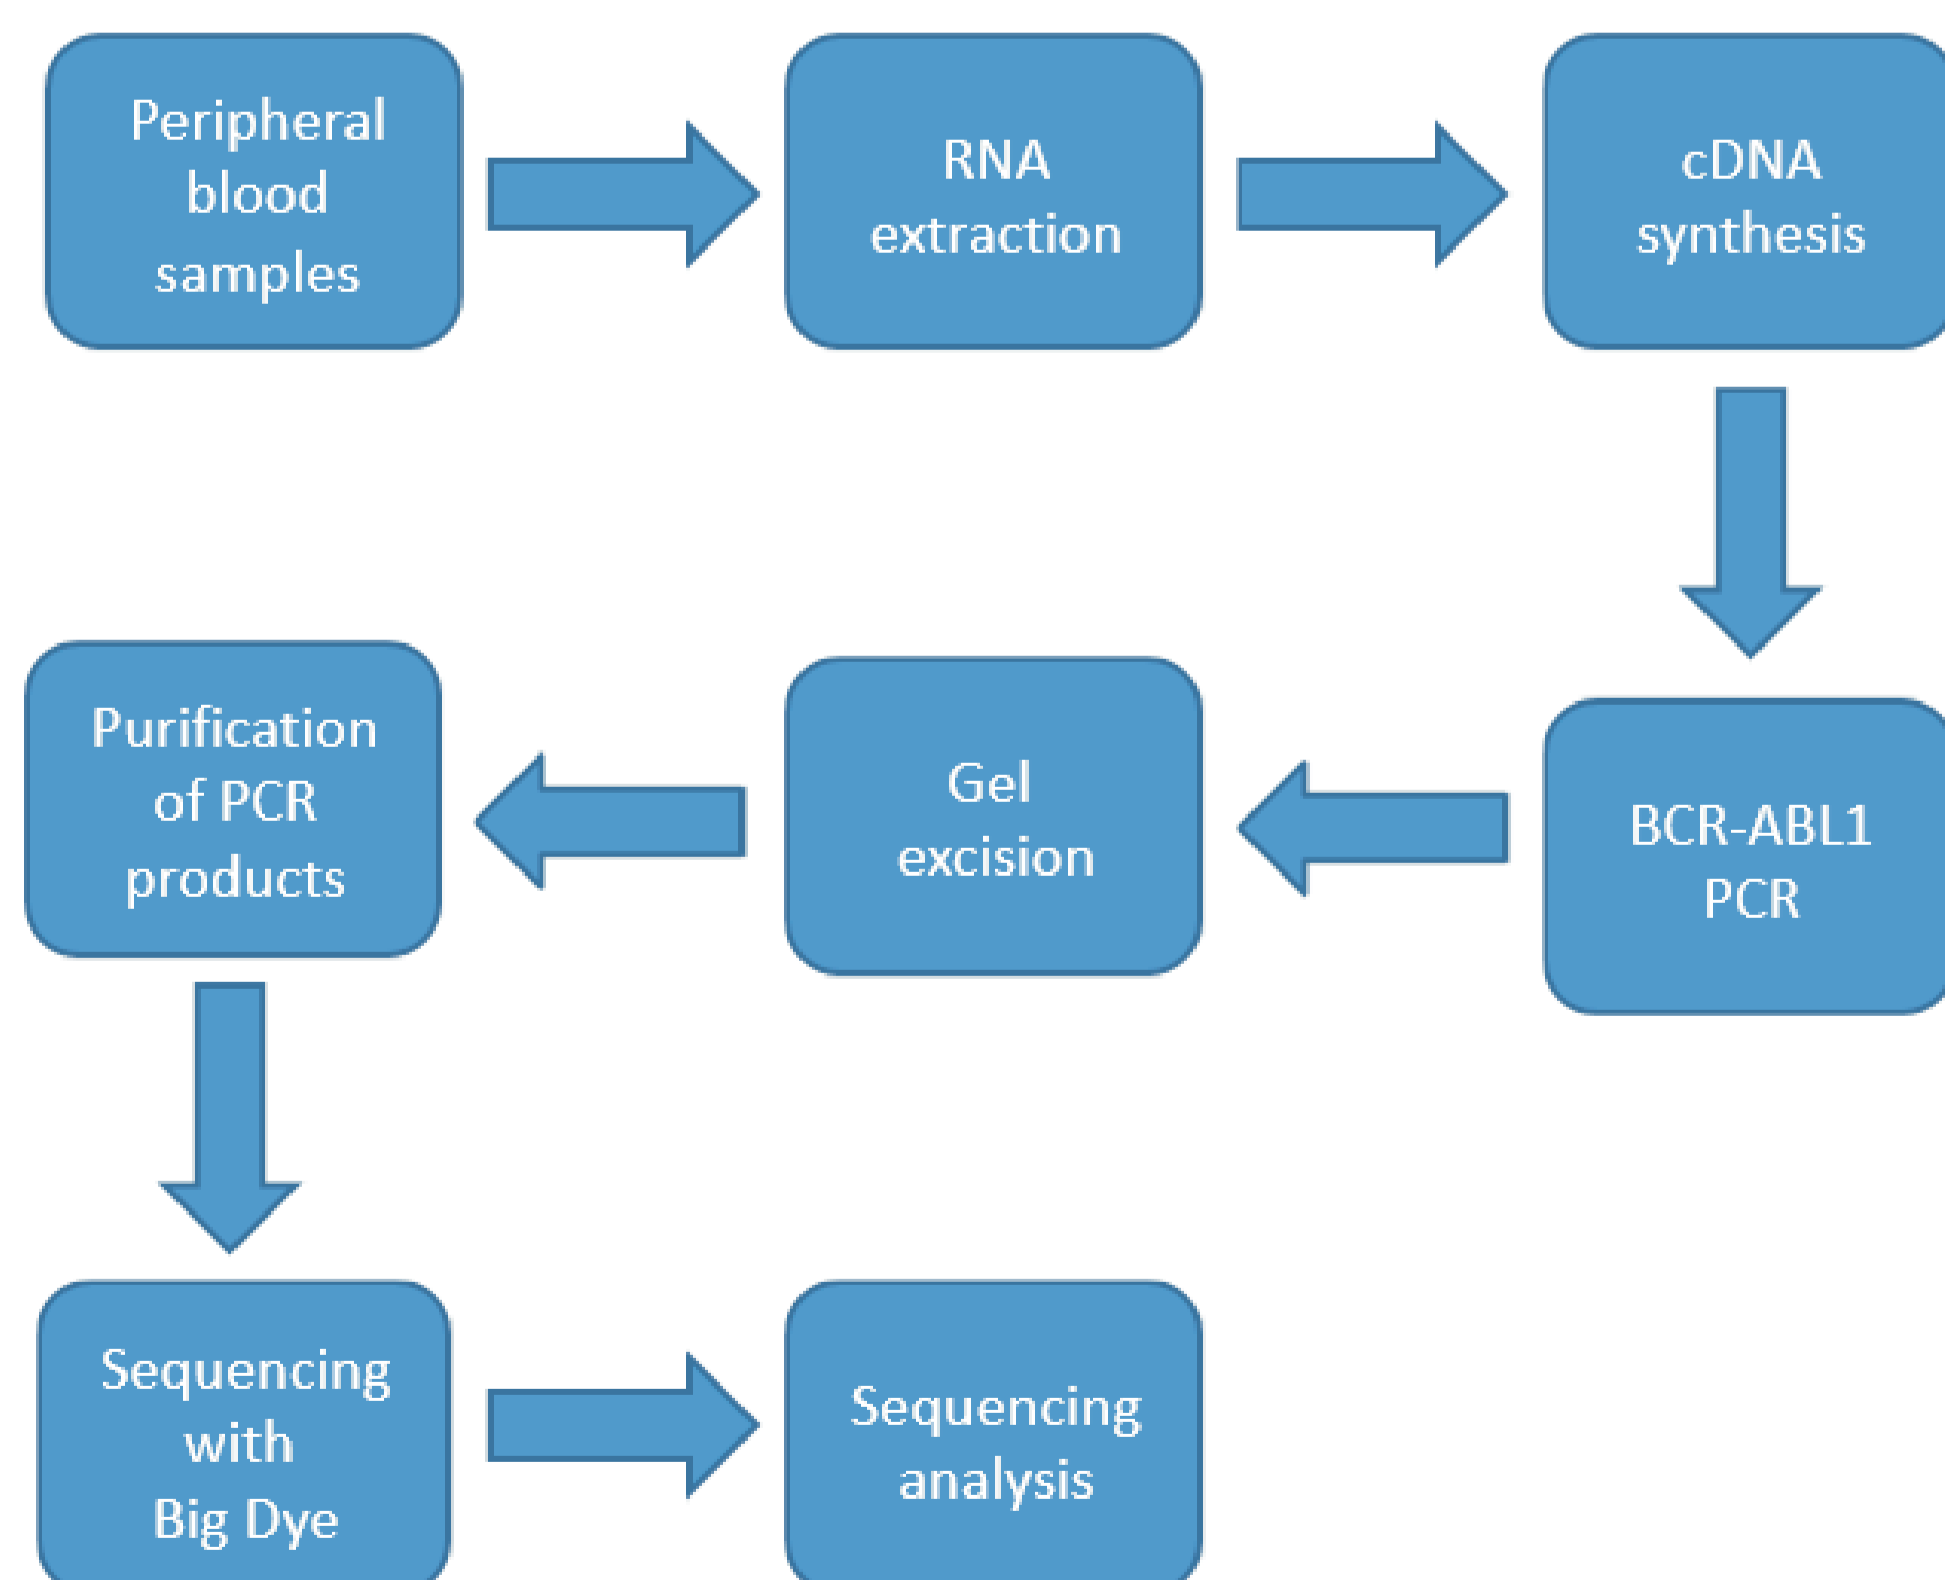 Peripheral
blood
samples
RNA
extraction
cDNA
synthesis
BCR-ABL1
PCR
Gel
excision
Purification
of PCR
products
Sequencing
with
Big Dye
Sequencing
analysis